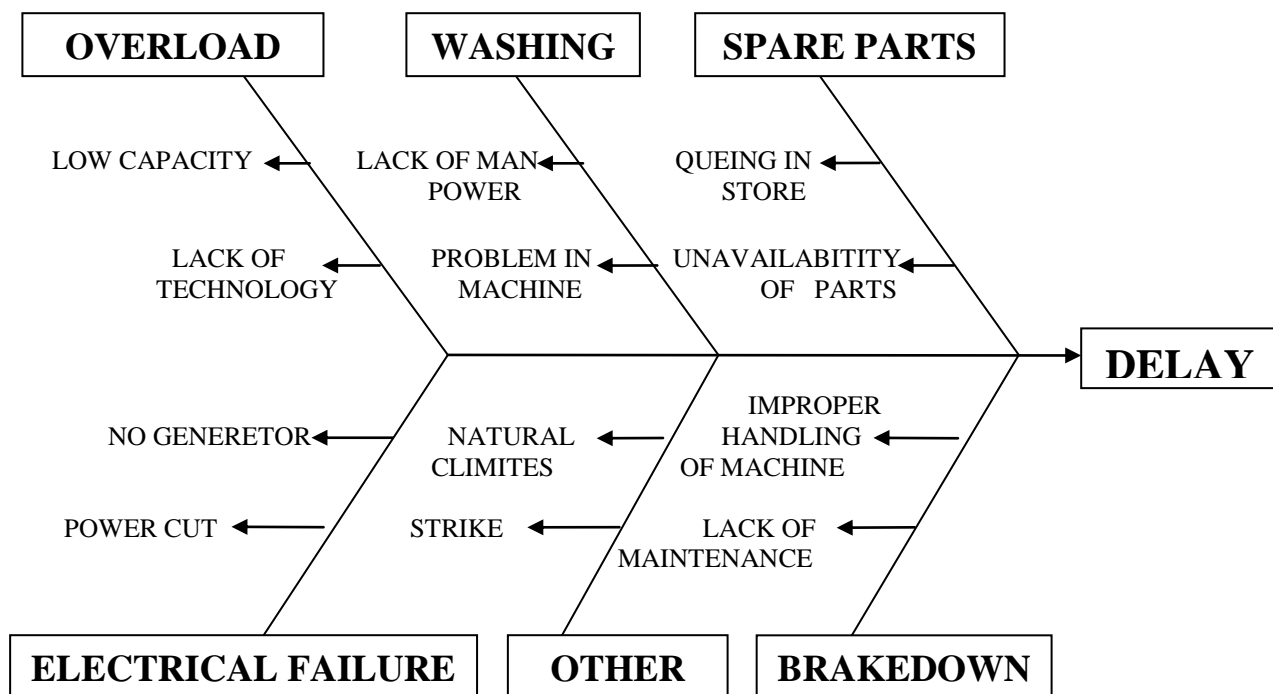 OVERLOAD
WASHING
SPARE PARTS
LOW CAPACITY
LACK OF MAN
POWER
QUEING IN
STORE
LACK OF
TECHNOLOGY
PROBLEM IN
MACHINE
UNAVAILABITITY
OF PARTS
DELAY
NO GENERETOR
NATURAL
CLIMITES
IMPROPER
HANDLING
OF MACHINE
POWER CUT
STRIKE
LACK OF
MAINTENANCE
ELECTRICAL FAILURE
OTHER
BRAKEDOWN